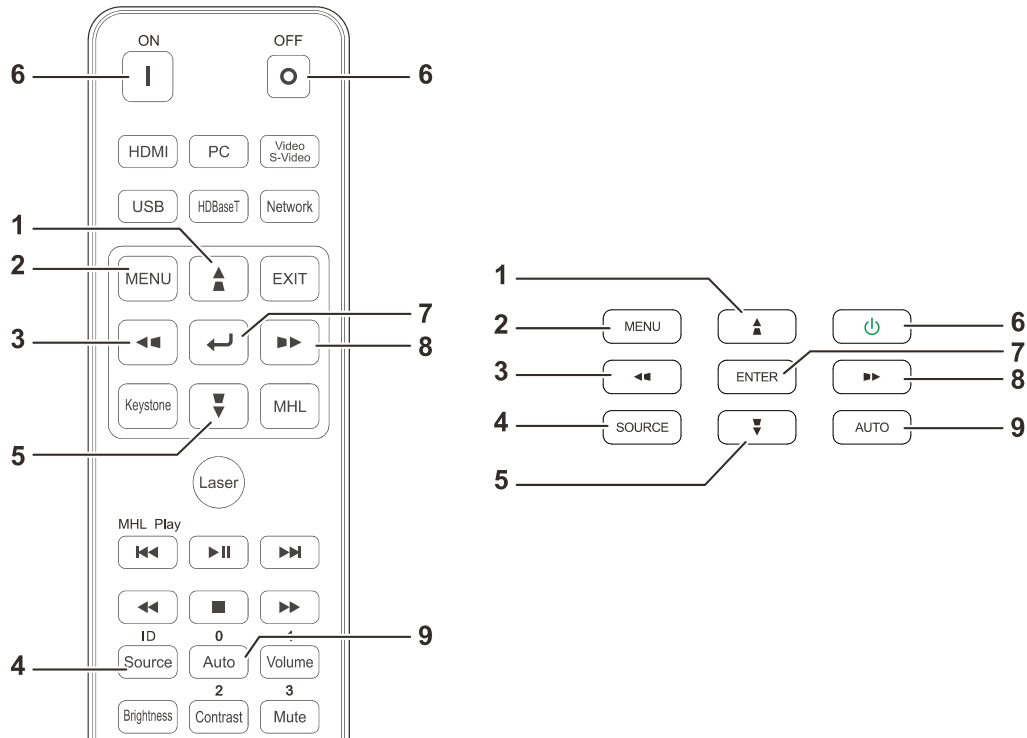 ON OFF
6 6
HDMI PC Video
S-Video
USB HDBaseT Network
1
2 MENU EXIT
3 7
8
Keystone MHL
5
Laser
MHL Play
ID 0 1
9
4 Source Auto Volume
2 3
Brightness Contrast Mute
1
2 MENU 6
7
3 ENTER 8
4 SOURCE AUTO 9
5